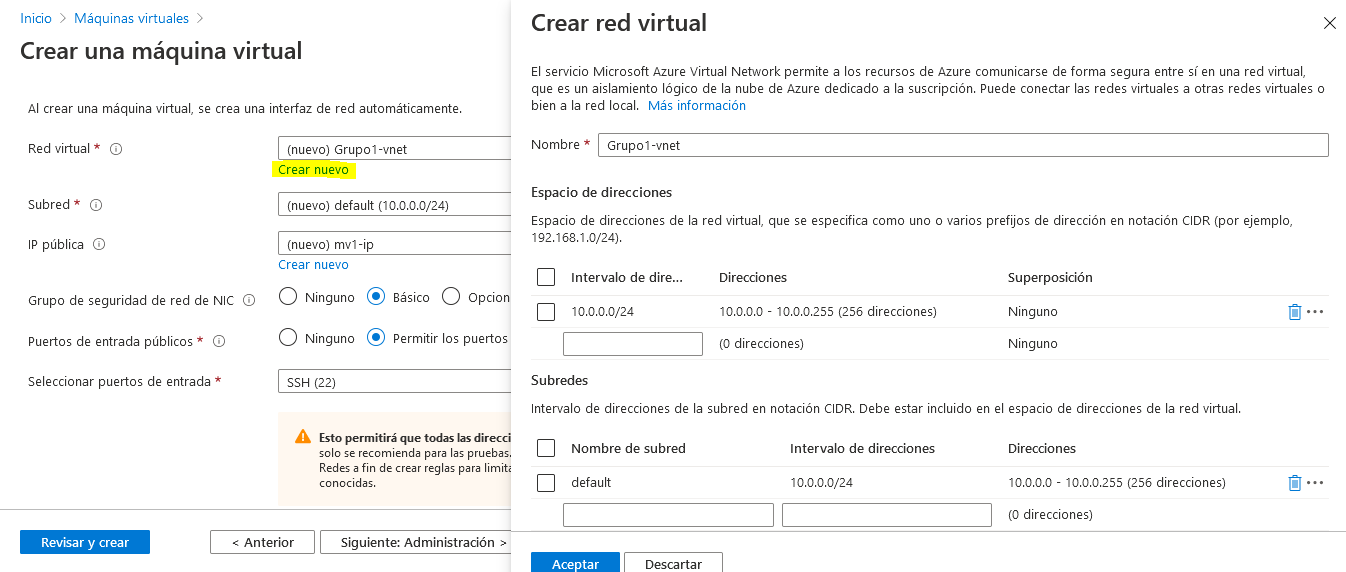 Inicio > Máquinas virtuales >
Crear una máquina virtual
Al crear una máquina virtual, se crea una interfaz de red automáticamente.
Red virtual *
(nuevo) Grupo1-vnet
Crear nuevo
Subred *
(nuevo) default (10.0.0.0/24)
IP pública
(nuevo) mv1-ip
Crear nuevo
Grupo de seguridad de red de NIC
Ninguno
Básico
Opcion
Puertos de entrada públicos *
Ninguno
Permitir los puertos
Seleccionar puertos de entrada *
SSH (22)
Esto permitirá que todas las direcci
solo se recomienda para las pruebas.
Redes a fin de crear reglas para limita
conocidas.
Revisar y crear
< Anterior
Siguiente: Administración >
Crear red virtual
El servicio Microsoft Azure Virtual Network permite a los recursos de Azure comunicarse de forma segura entre sí en una red virtual,
que es un aislamiento lógico de la nube de Azure dedicado a la suscripción. Puede conectar las redes virtuales a otras redes virtuales o
bien a la red local. Más información
Nombre *
Grupo1-vnet
Espacio de direcciones
Espacio de direcciones de la red virtual, que se especifica como uno o varios prefijos de dirección en notación CIDR (por ejemplo,
192.168.1.0/24).
Intervalo de dire... Direcciones Superposición
10.0.0.0/24 10.0.0.0 - 10.0.0.255 (256 direcciones) Ninguno
(0 direcciones) Ninguno
Subredes
Intervalo de direcciones de la subred en notación CIDR. Debe estar incluido en el espacio de direcciones de la red virtual.
Nombre de subred Intervalo de direcciones Direcciones
default 10.0.0.0/24 10.0.0.0 - 10.0.0.255 (256 direcciones)
(0 direcciones)
Aceptar
Descartar